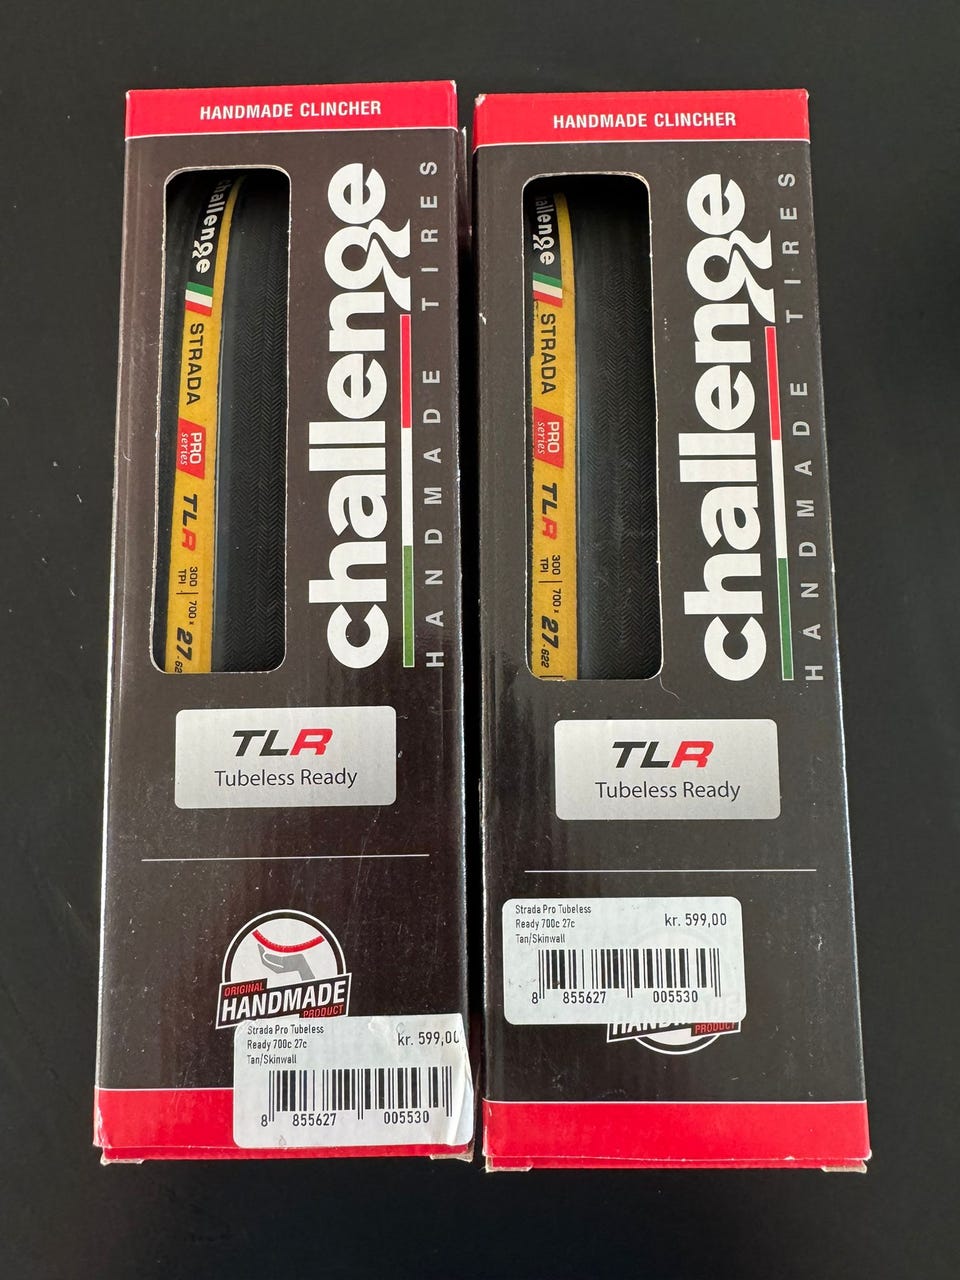 HANDMADE CLINCHER
challenge
HANDMADE TIRES
challenge
STRADA
PRO
series
TLR
300 | 700 x 27 - 622
TPI
TLR
Tubeless Ready
ORIGINAL
HANDMADE
PRODUCT
Strada Pro Tubeless
Ready 700c 27c
Tan/Skinwall
kr. 599,00
8 855627 005530
HANDMADE CLINCHER
challenge
HANDMADE TIRES
challenge
STRADA
PRO
series
TLR
300 | 700 x 27 - 622
TPI
TLR
Tubeless Ready
Strada Pro Tubeless
Ready 700c 27c
Tan/Skinwall
kr. 599,00
8 855627 005530
PRODUCT